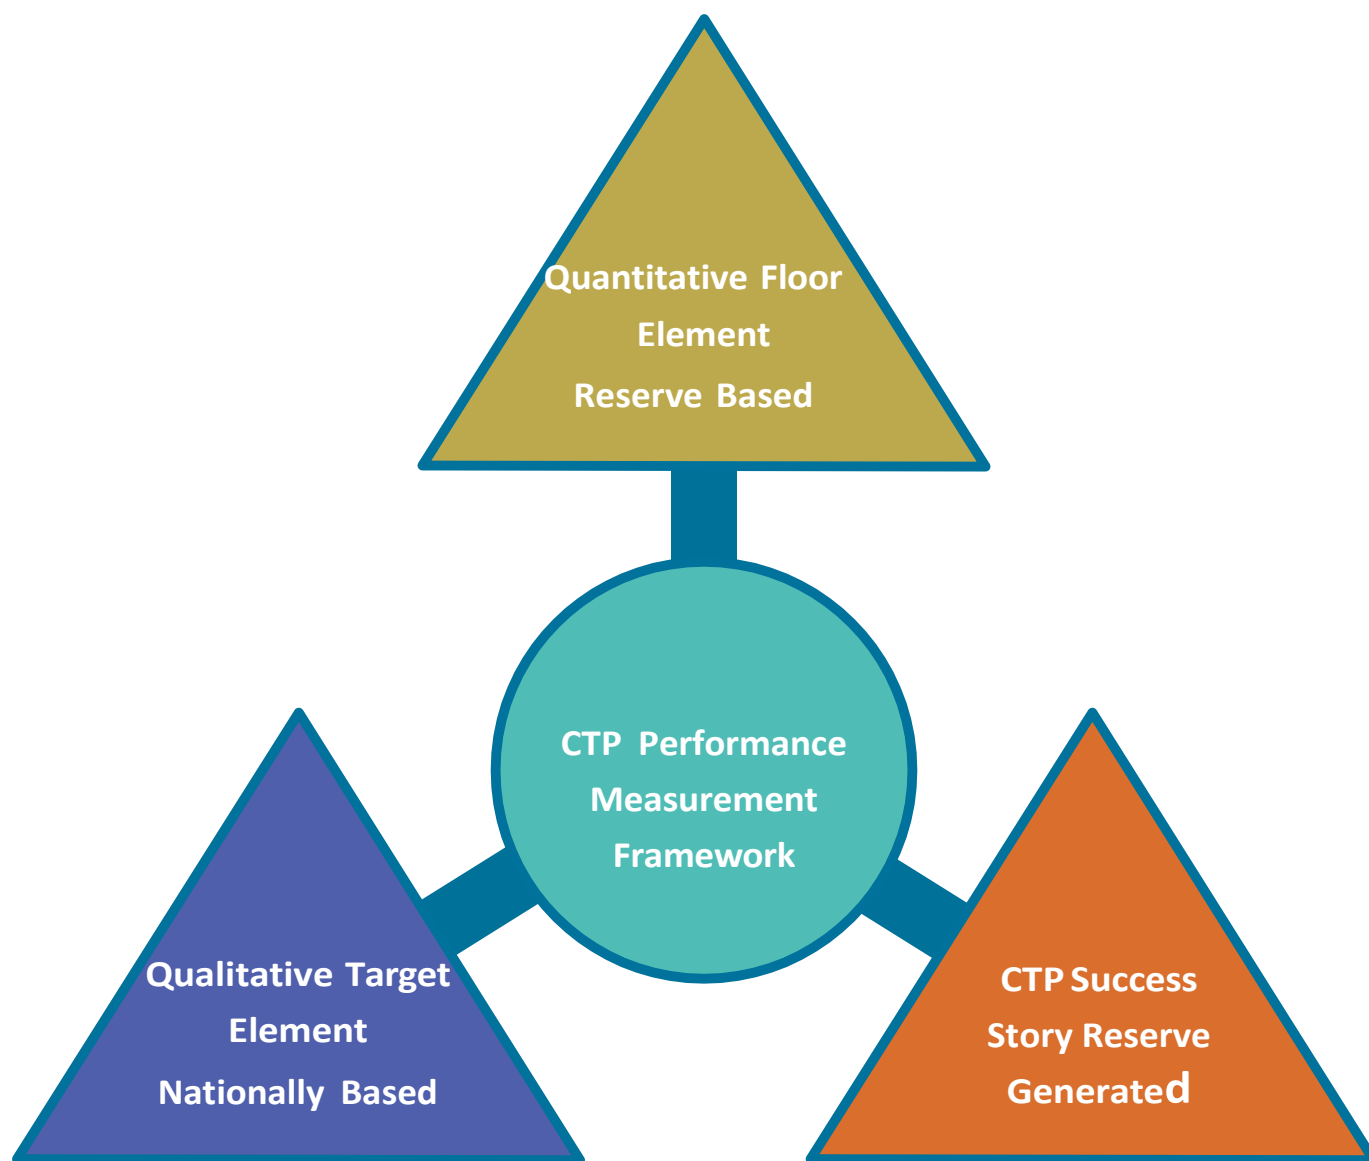 Quantitative Floor
Element
Reserve Based
CTP Performance
Measurement
Framework
Qualitative Target
Element
Nationally Based
CTP Success
Story Reserve
Generated